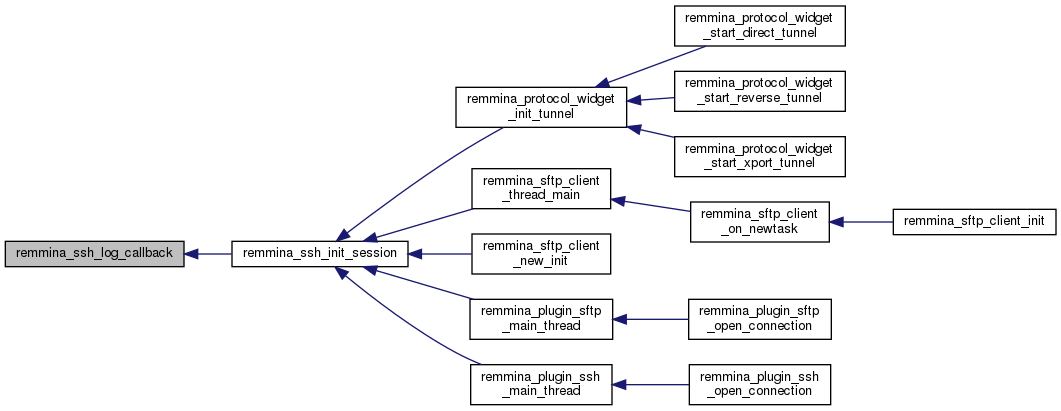 remmina_protocol_widget
_start_direct_tunnel
remmina_protocol_widget
_start_reverse_tunnel
remmina_protocol_widget
_init_tunnel
remmina_protocol_widget
_start_xport_tunnel
remmina_sftp_client
_thread_main
remmina_sftp_client
_on_newtask
remmina_sftp_client_init
remmina_ssh_log_callback
remmina_ssh_init_session
remmina_sftp_client
_new_init
remmina_plugin_sftp
_main_thread
remmina_plugin_sftp
_open_connection
remmina_plugin_ssh
_main_thread
remmina_plugin_ssh
_open_connection